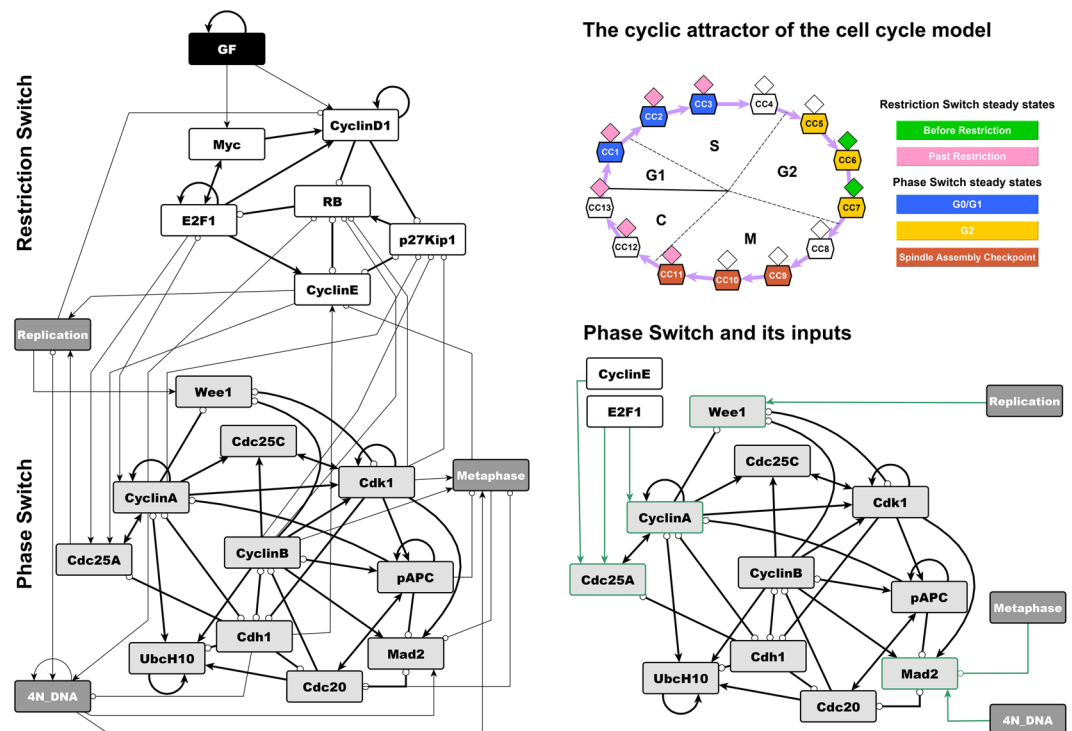 Restriction Switch
GF
CyclinD1
Myc
E2F1
RB
p27Kip1
CyclinE
Replication
Phase Switch
Wee1
Cdc25C
Cdk1
Metaphase
CyclinA
CyclinB
Cdc25A
pAPC
Cdh1
UbcH10
Mad2
Cdc20
4N_DNA
The cyclic attractor of the cell cycle model
CC1
CC2
CC3
CC4
CC5
CC6
CC7
CC8
CC9
CC10
CC11
CC12
CC13
S
G1
G2
C
M
Restriction Switch steady states
Before Restriction
Past Restriction
Phase Switch steady states
G0/G1
G2
Spindle Assembly Checkpoint
Phase Switch and its inputs
CyclinE
E2F1
Wee1
Replication
Cdc25C
Cdk1
CyclinA
CyclinB
Cdc25A
pAPC
Metaphase
Cdh1
UbcH10
Mad2
Cdc20
4N_DNA